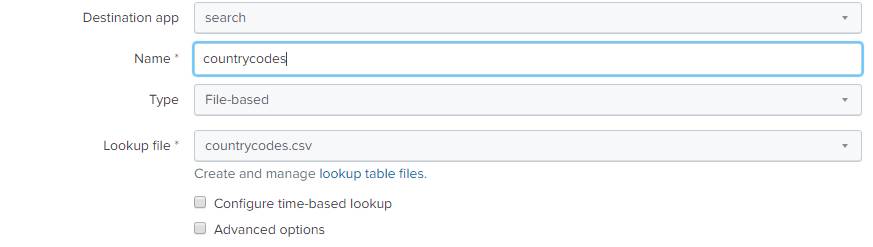 Destination app search
Name * countrycodes
Type File-based
Lookup file * countrycodes.csv
Create and manage lookup table files.
Configure time-based lookup
Advanced options